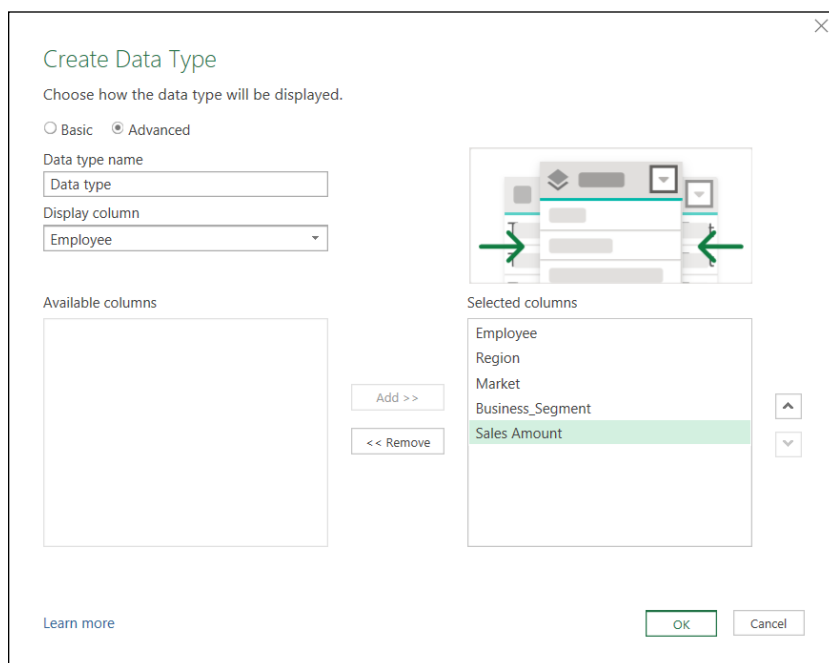 Create Data Type
Choose how the data type will be displayed.
Basic
Advanced
Data type name
Data type
Display column
Employee
Available columns
Add >>
<< Remove
Selected columns
Employee
Region
Market
Business_Segment
Sales Amount
Learn more
OK
Cancel